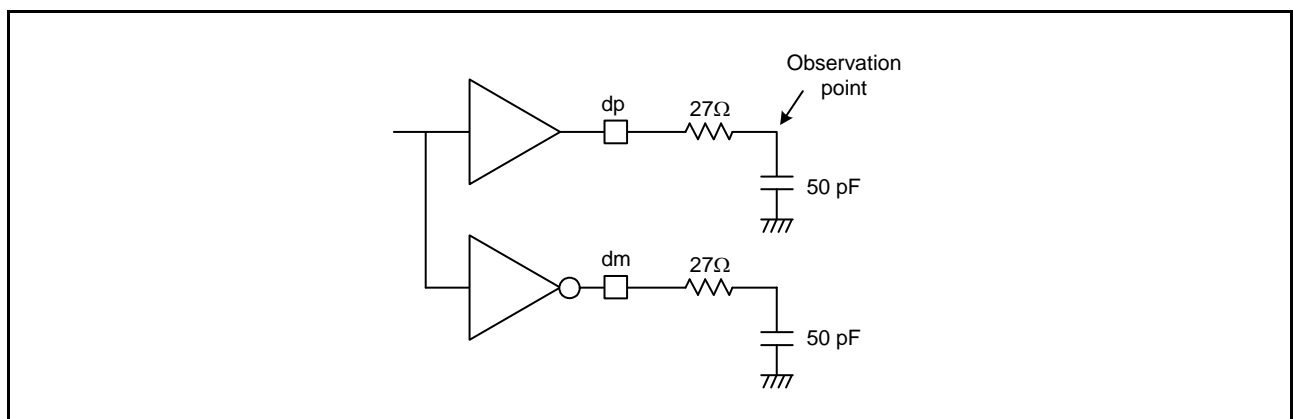 Observation
point
dp
27Ω
50 pF
dm
27Ω
50 pF